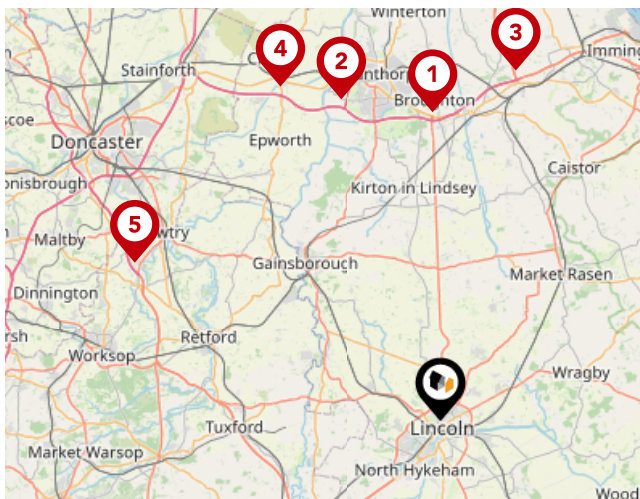 Winterton
3
4
2
Immin
Stainforth
1
Doncaster
Epworth
Caistor
Kirton in Lindsey
5
Maltby
Gainsborough
Market Rasen
Dinnington
Retford
Worksop
Wragby
Tuxford
Lincoln
Market Warsop
North Hykeham